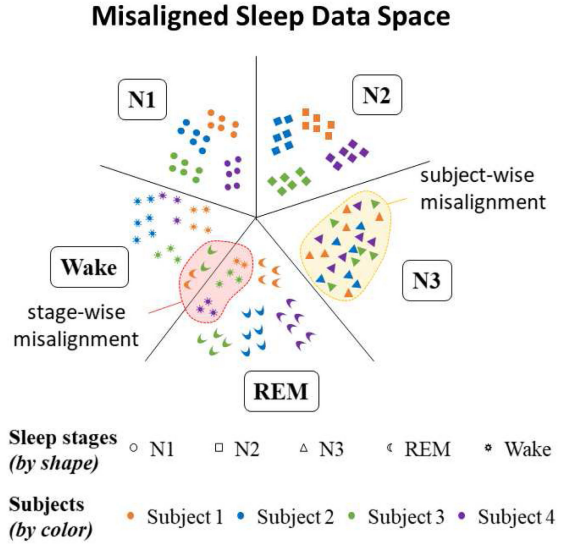 Misaligned Sleep Data Space
N1
N2
subject-wise
misalignment
Wake
N3
stage-wise
misalignment
REM
Sleep stages
(by shape)
N1 N2 N3 REM Wake
Subjects
(by color)
Subject 1 Subject 2 Subject 3 Subject 4